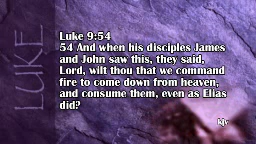 LUKE
Luke 9:54
54 And when his disciples James
and John saw this, they said,
Lord, wilt thou that we command
fire to come down from heaven,
and consume them, even as Elias
did?
kjv